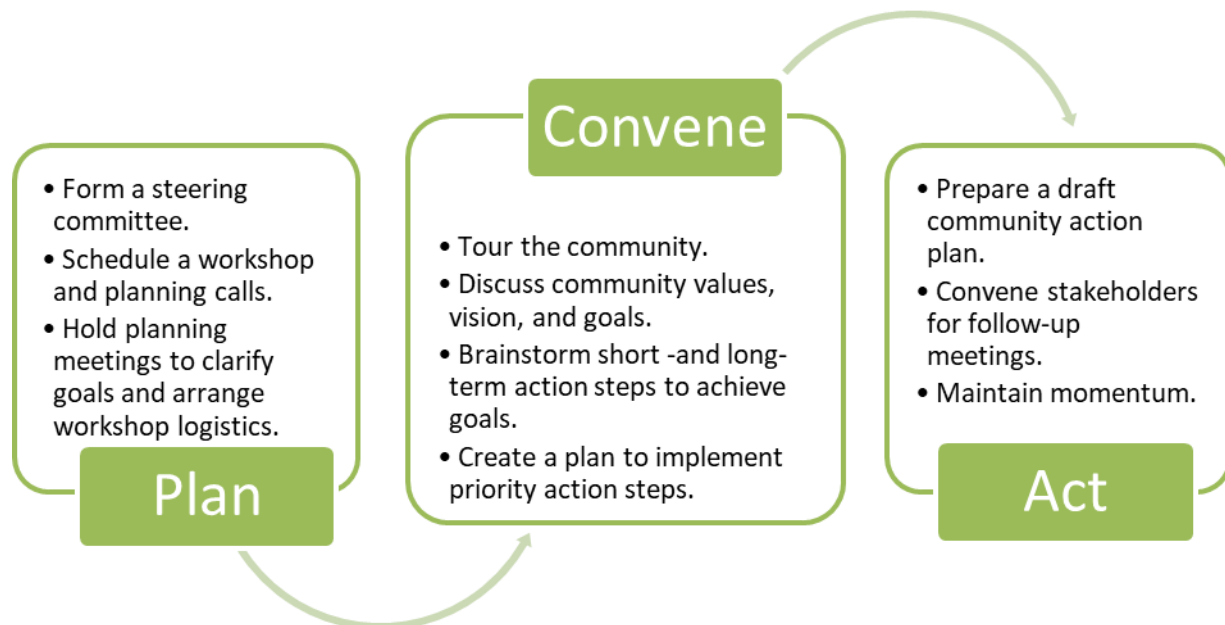 • Form a steering
committee.
• Schedule a workshop
and planning calls.
• Hold planning
meetings to clarify
goals and arrange
workshop logistics.
Plan
Convene
• Tour the community.
• Discuss community values,
vision, and goals.
• Brainstorm short -and long-
term action steps to achieve
goals.
• Create a plan to implement
priority action steps.
• Prepare a draft
community action
plan.
• Convene stakeholders
for follow-up
meetings.
• Maintain momentum.
Act